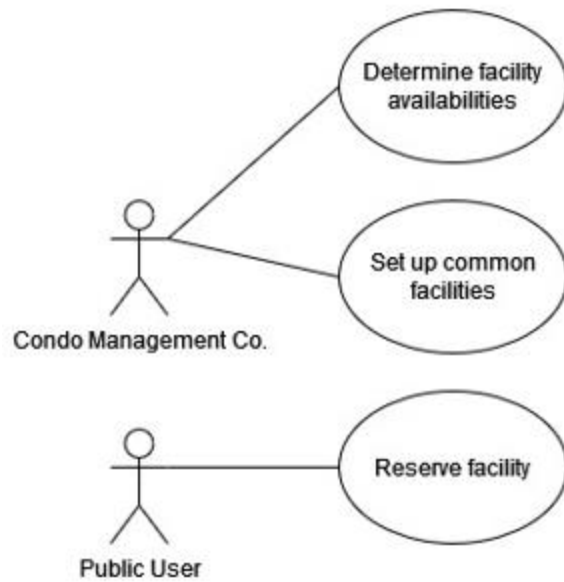 Determine facility
availabilities
Set up common
facilities
Condo Management Co.
Reserve facility
Public User